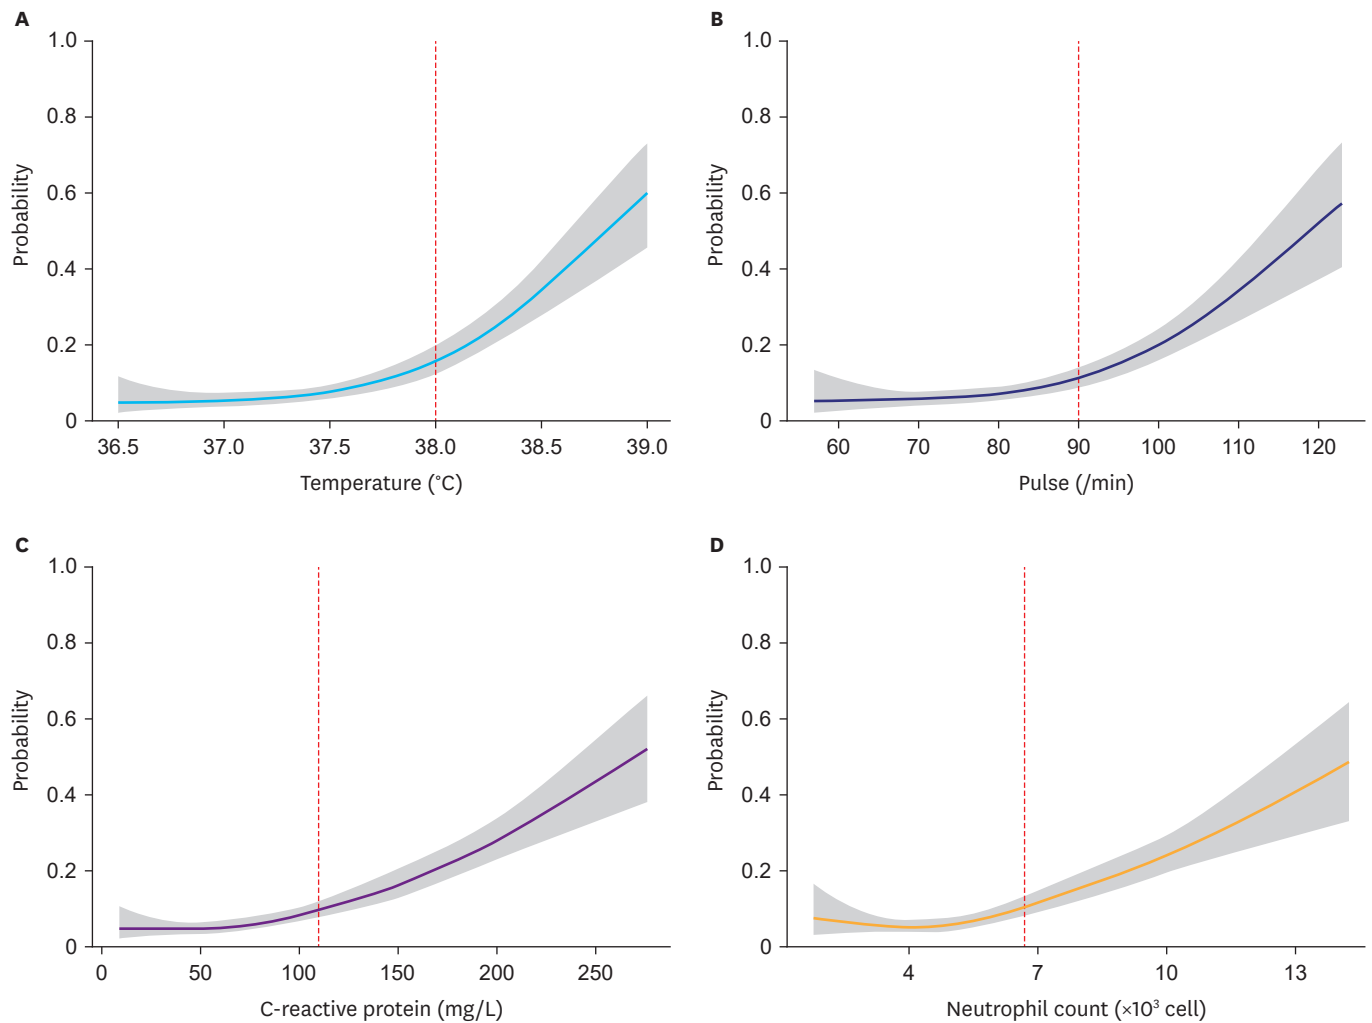 A
1.0
0.8
0.6
0.4
0.2
0
Probability
36.5 37.0 37.5 38.0 38.5 39.0
Temperature (°C)
B
1.0
0.8
0.6
0.4
0.2
0
Probability
60 70 80 90 100 110 120
Pulse (/min)
C
1.0
0.8
0.6
0.4
0.2
0
Probability
0 50 100 150 200 250
C-reactive protein (mg/L)
D
1.0
0.8
0.6
0.4
0.2
0
Probability
4 7 10 13
Neutrophil count (×10³ cell)